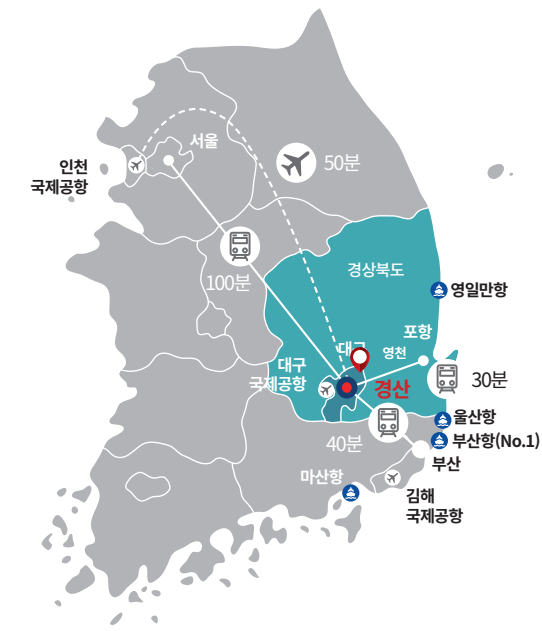 서울
인천
국제공항
50분
100분
경상북도
영일만항
포항
대구
영천
대구
국제공항
경산
30분
울산항
부산항(No.1)
40분
부산
마산항
김해
국제공항